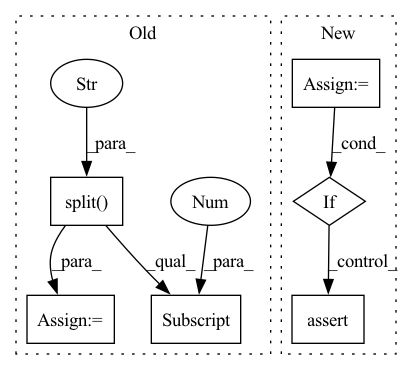 Old
New
Str
Assign:=
_para_
_cond_
split()
Num
If
_para_
_qual_
_para_
_control_
Assign:=
Subscript
assert